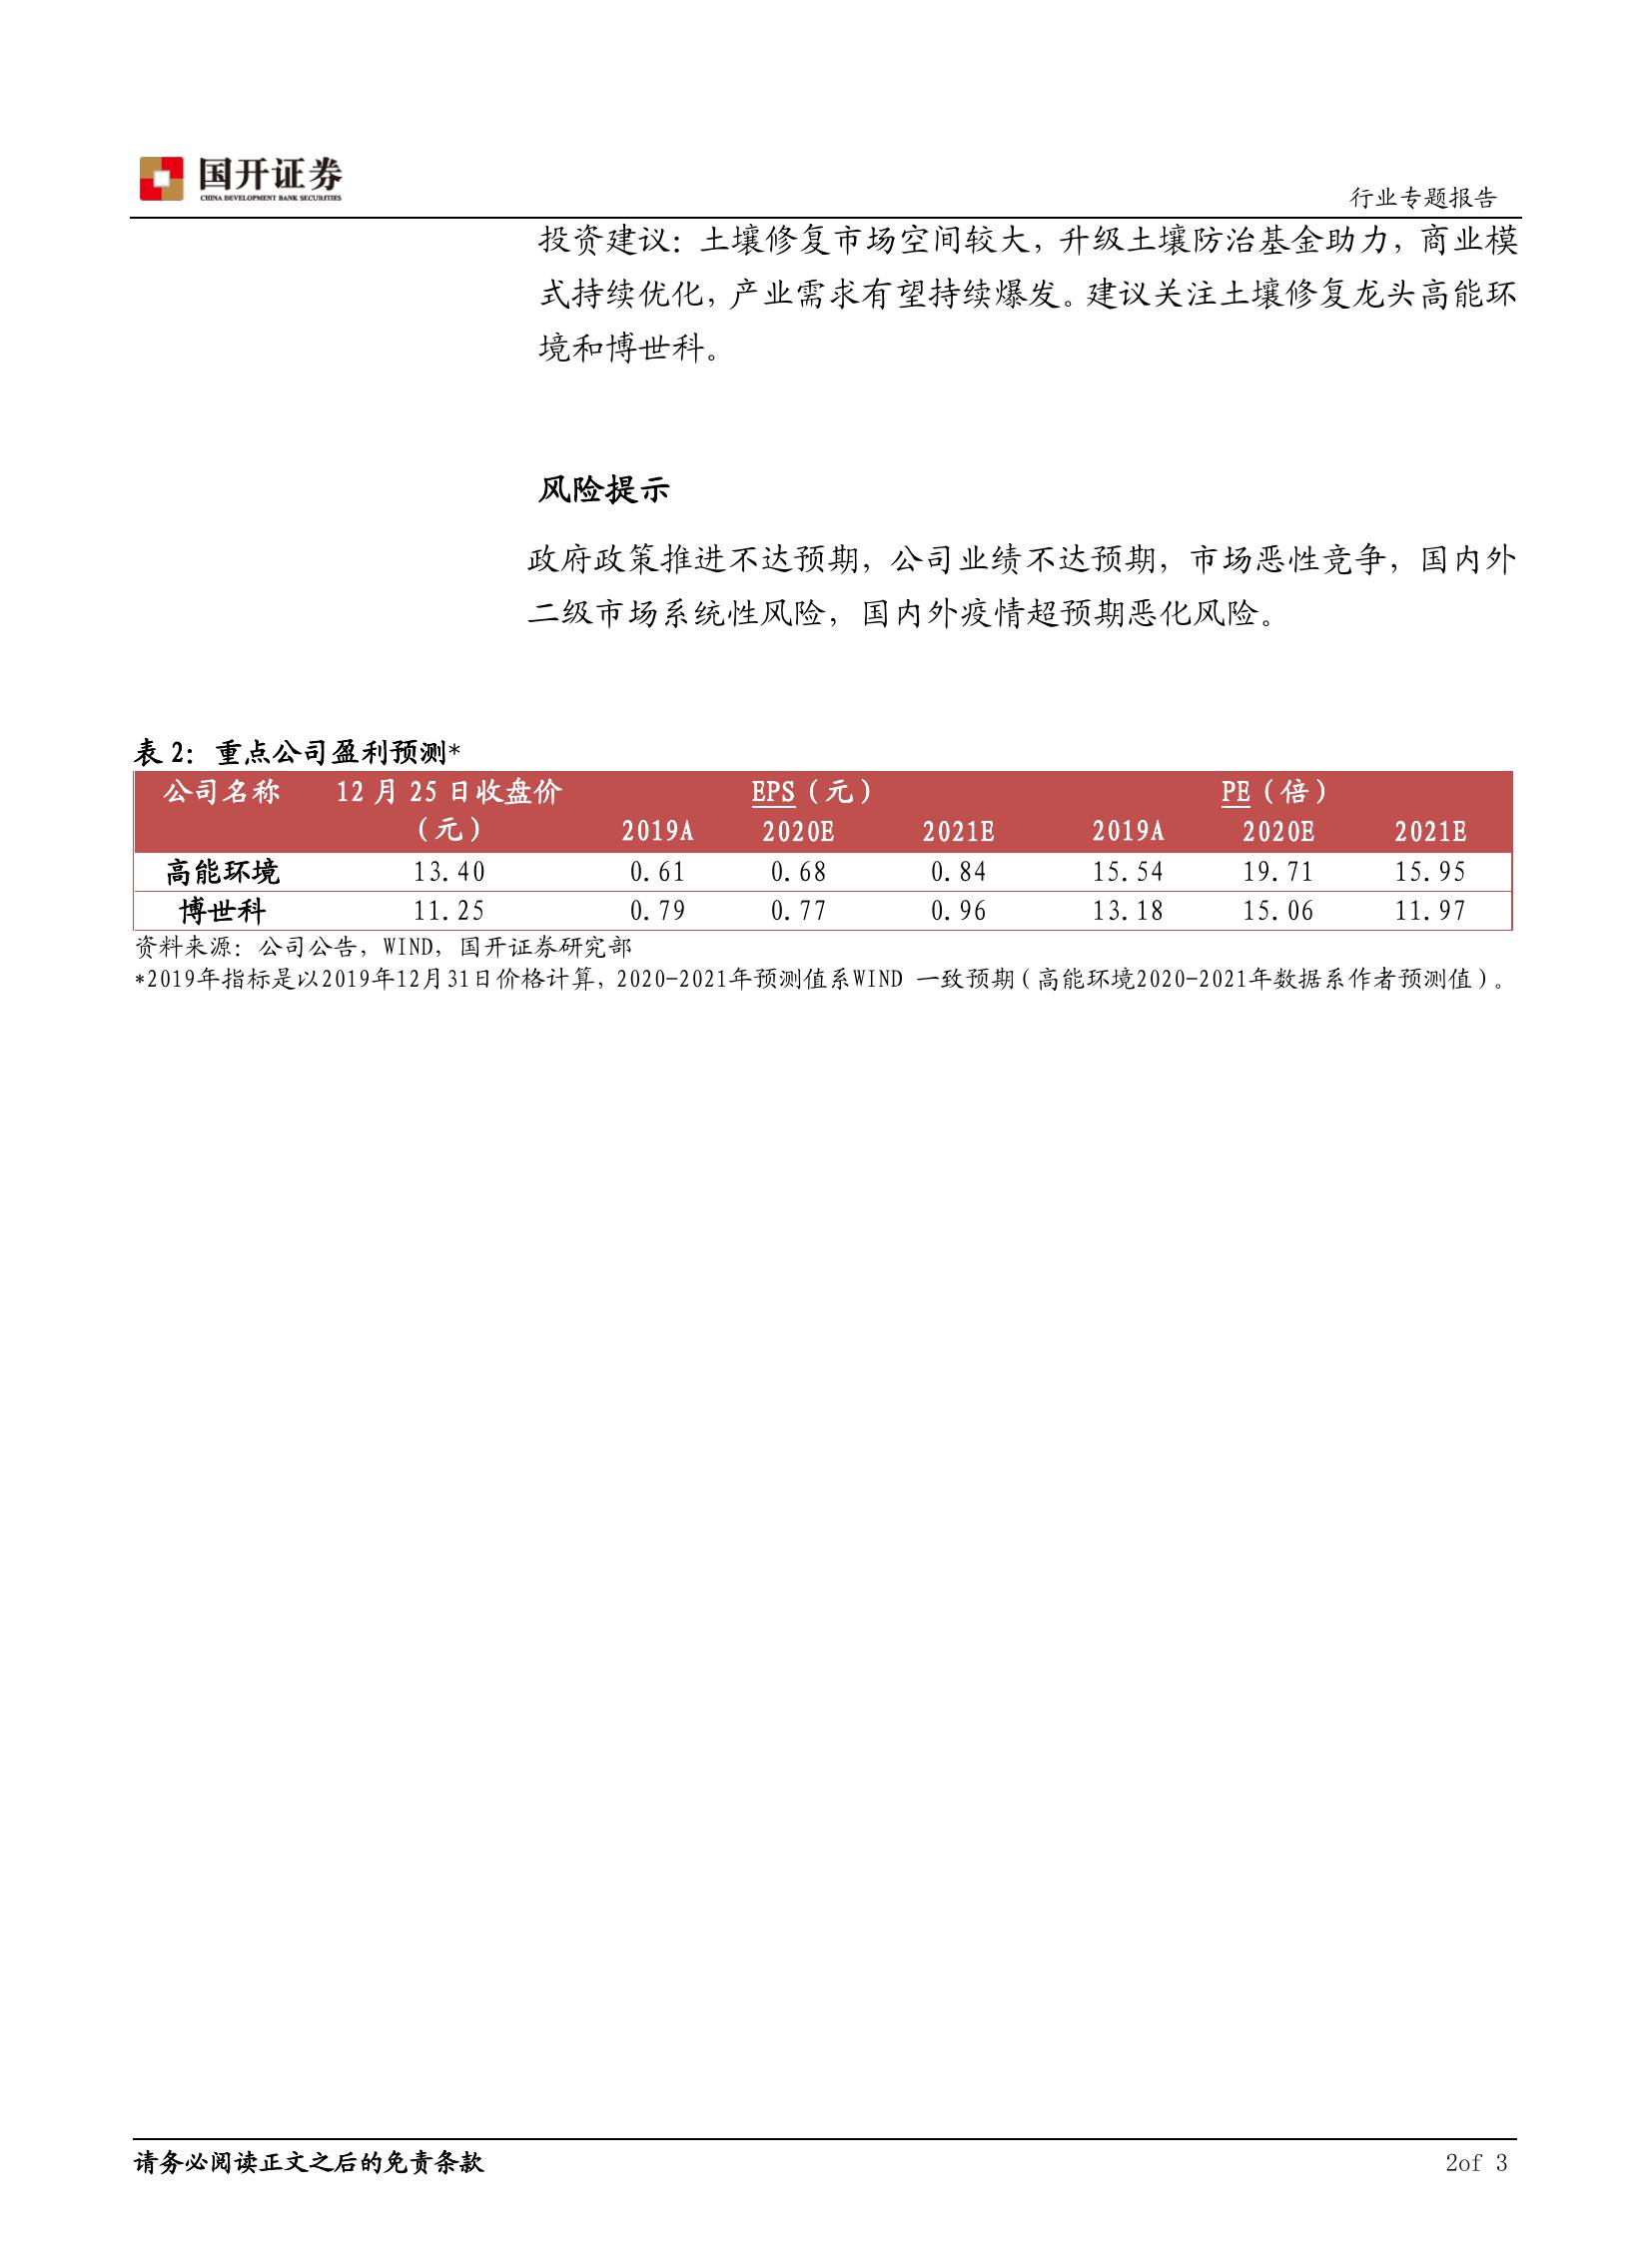 国开证券
CHINA DEVELOPMENT BANK SECURITIES
行业专题报告
投资建议：土壤修复市场空间较大，升级土壤防治基金助力，商业模
式持续优化，产业需求有望持续爆发。建议关注土壤修复龙头高能环
境和博世科。
风险提示
政府政策推进不达预期，公司业绩不达预期，市场恶性竞争，国内外
二级市场系统性风险，国内外疫情超预期恶化风险。
表 2：重点公司盈利预测*
公司名称 12 月 25 日收盘价 EPS（元） PE（倍）
（元） 2019A 2020E 2021E 2019A 2020E 2021E
高能环境 13.40 0.61 0.68 0.84 15.54 19.71 15.95
博世科 11.25 0.79 0.77 0.96 13.18 15.06 11.97
资料来源：公司公告，WIND，国开证券研究部
*2019年指标是以2019年12月31日价格计算，2020-2021年预测值系WIND 一致预期（高能环境2020-2021年数据系作者预测值）。
请务必阅读正文之后的免责条款
2of 3